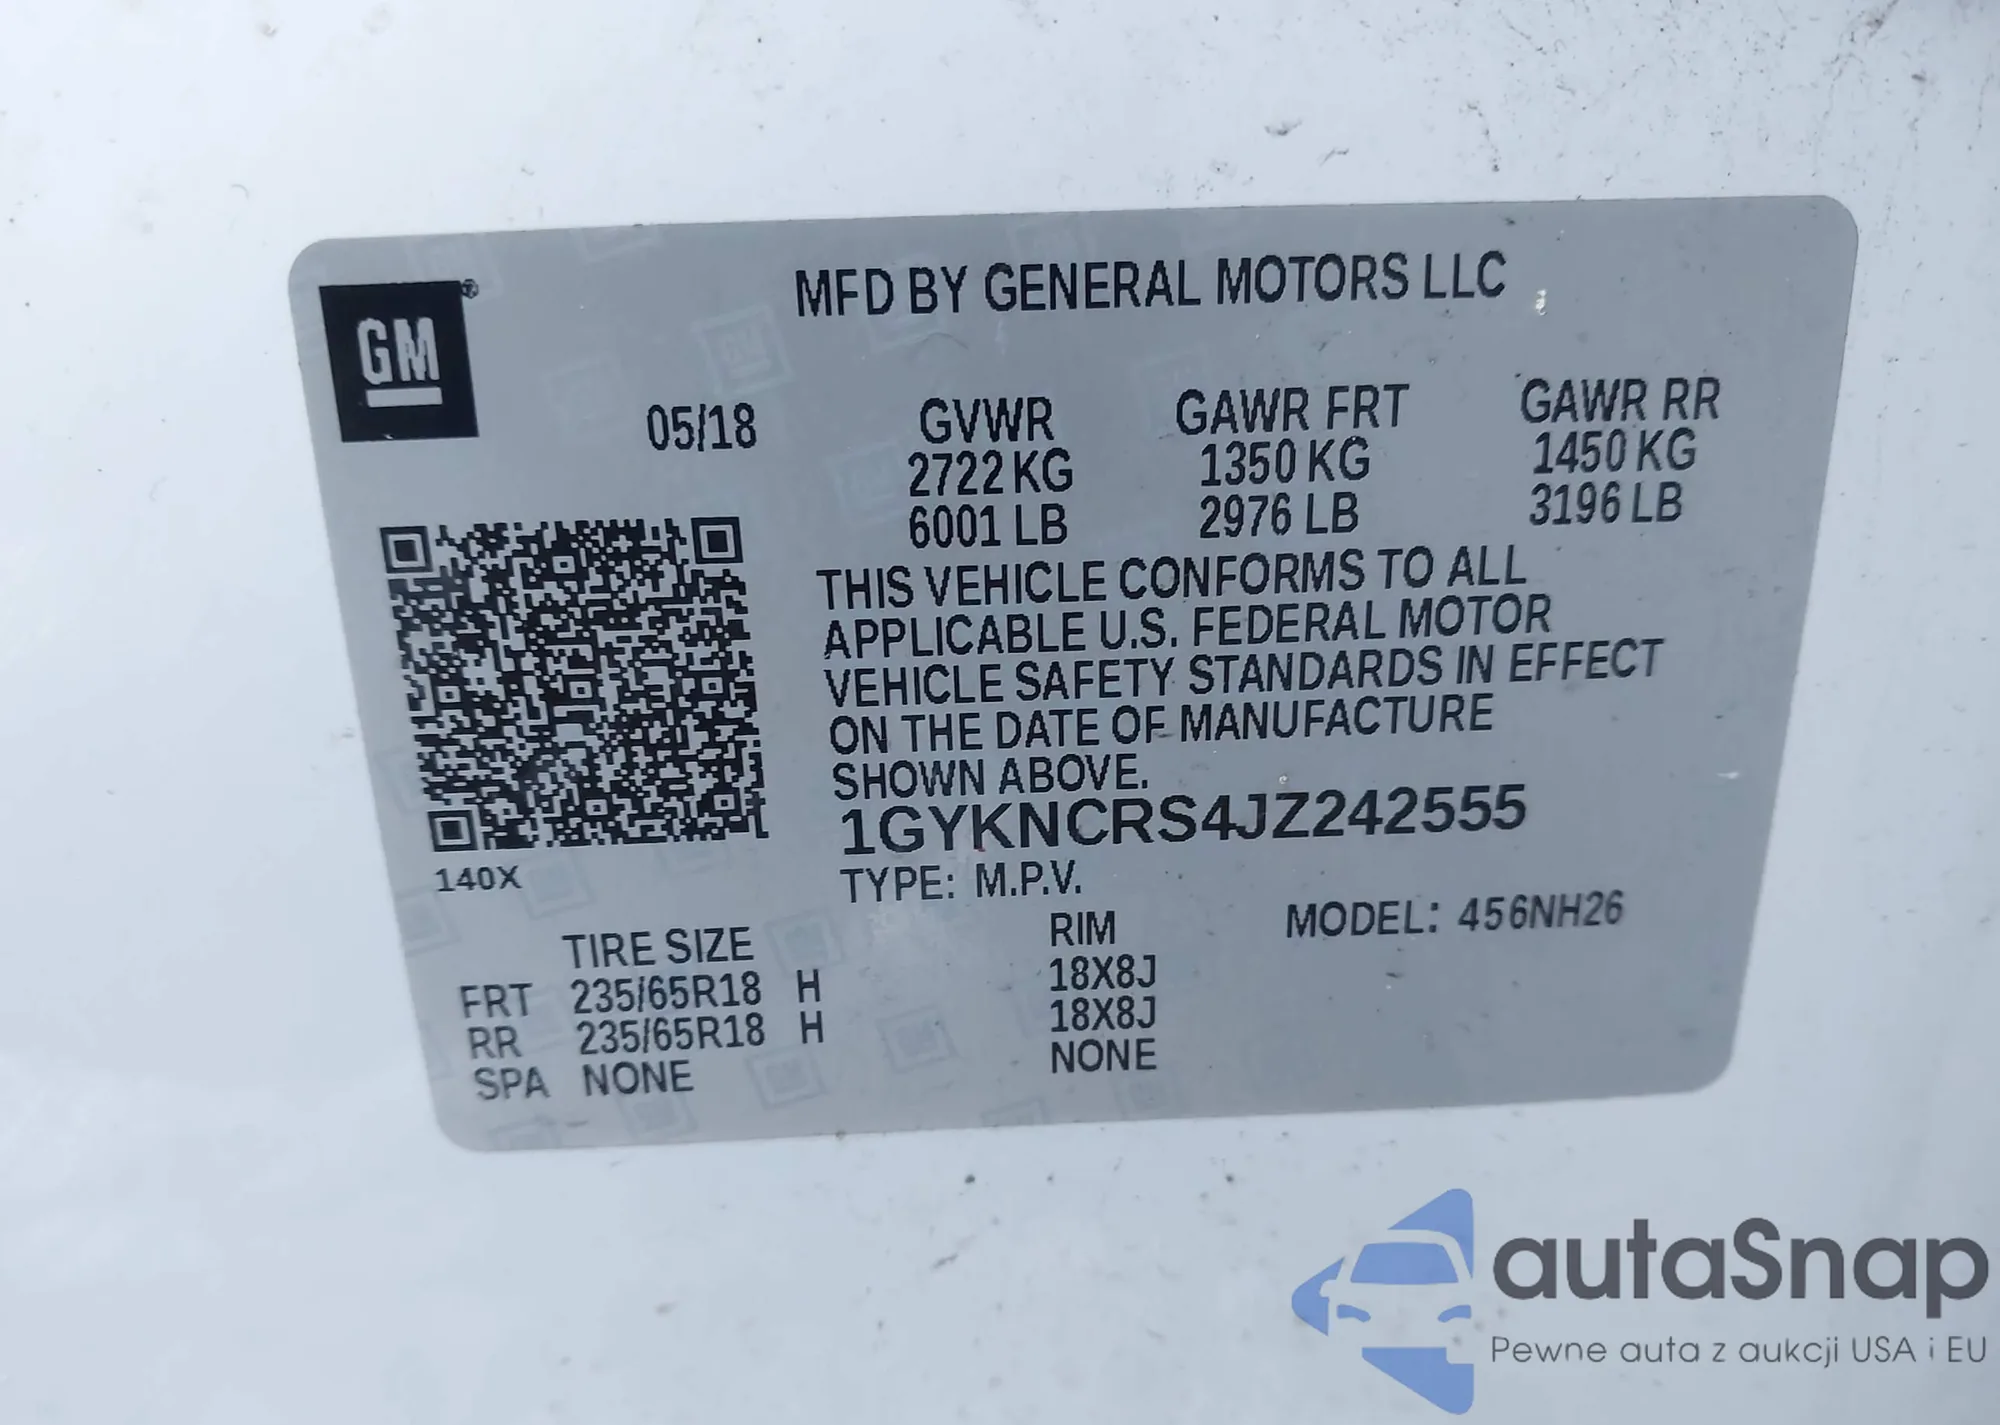 MFD BY GENERAL MOTORS LLC
GM®
05/18
GVWR GAWR FRT GAWR RR
2722 KG 1350 KG 1450 KG
6001 LB 2976 LB 3196 LB
THIS VEHICLE CONFORMS TO ALL
APPLICABLE U.S. FEDERAL MOTOR
VEHICLE SAFETY STANDARDS IN EFFECT
ON THE DATE OF MANUFACTURE
SHOWN ABOVE.
1GYKNCRS4JZ242555
140X
TYPE: M.P.V.
TIRE SIZE RIM MODEL: 456NH26
FRT 235/65R18 H 18X8J
RR 235/65R18 H 18X8J
SPA NONE NONE
autaSnap
Pewne auta z aukcji USA i EU